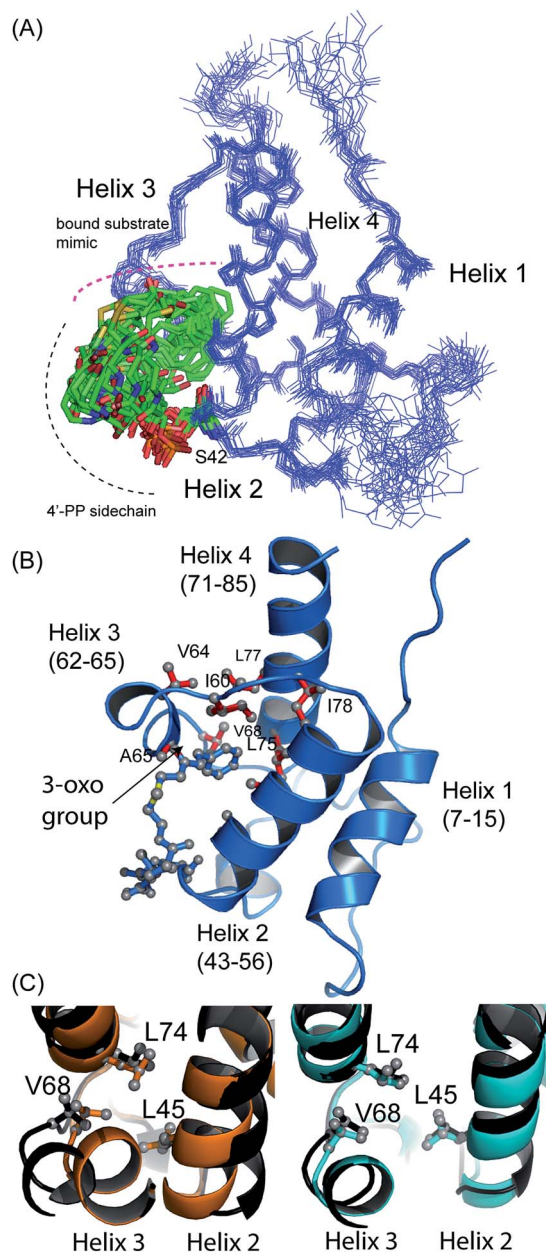 (A)
Helix 3
bound substrate
mimic
Helix 4
Helix 1
S42
Helix 2
4'-PP sidechain
(B)
Helix 4
(71-85)
Helix 3
(62-65)
V64
L77
I60
I78
V68
L75
A65
3-oxo
group
Helix 1
(7-15)
Helix 2
(43-56)
(C)
L74
V68
L45
Helix 3
Helix 2
L74
V68
L45
Helix 3
Helix 2